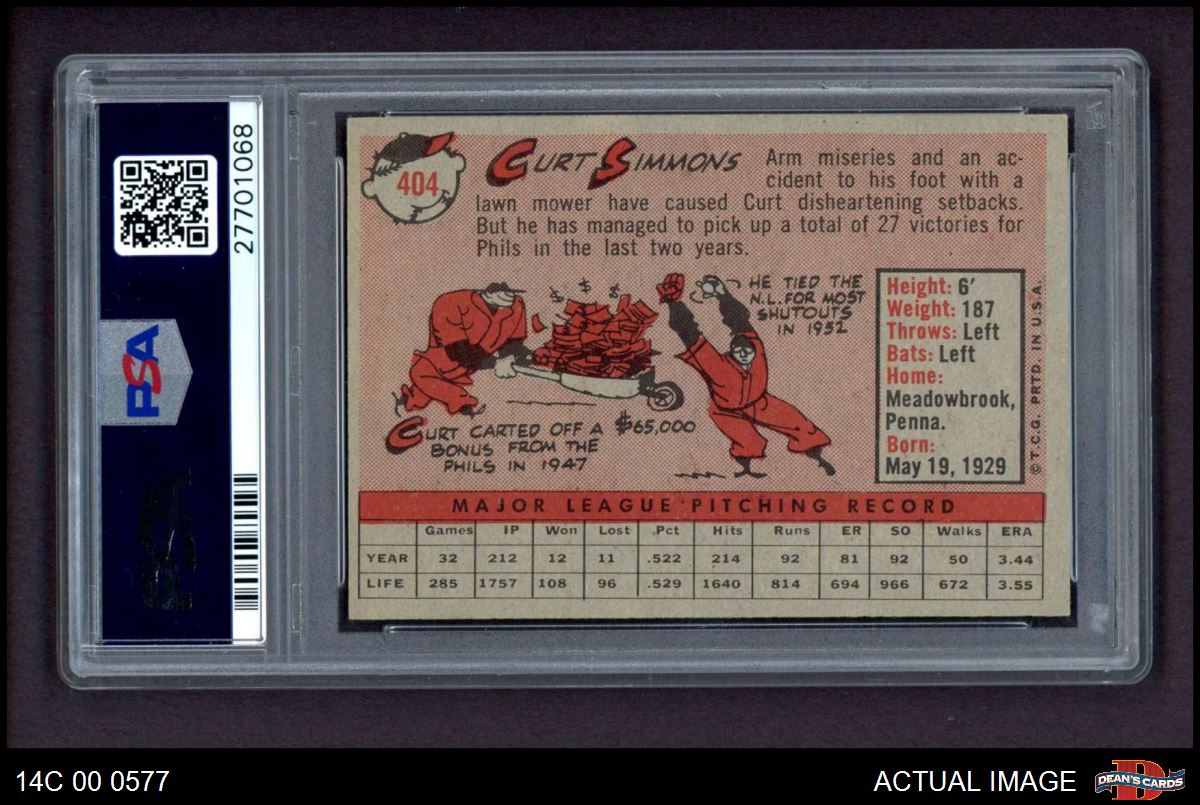 27701068
PSA
404
CURT SIMMONS
Arm miseries and an ac-
cident to his foot with a
lawn mower have caused Curt disheartening setbacks.
But he has managed to pick up a total of 27 victories for
Phils in the last two years.
$ $ $ $
HE TIED THE
N.L. FOR MOST
SHUTOUTS
IN 1952
CURT CARTED OFF A $65,000
BONUS FROM THE
PHILS IN 1947
Height: 6'
Weight: 187
Throws: Left
Bats: Left
Home:
Meadowbrook,
Penna.
Born:
May 19, 1929
© T.C.G. PRTD. IN U.S.A.
MAJOR LEAGUE PITCHING RECORD
Games IP Won Lost Pct Hits Runs ER SO Walks ERA
YEAR 32 212 12 11 .522 214 92 81 92 50 3.44
LIFE 285 1757 108 96 .529 1640 814 694 966 672 3.55
14C 00 0577
ACTUAL IMAGE
D
DEAN'S CARDS